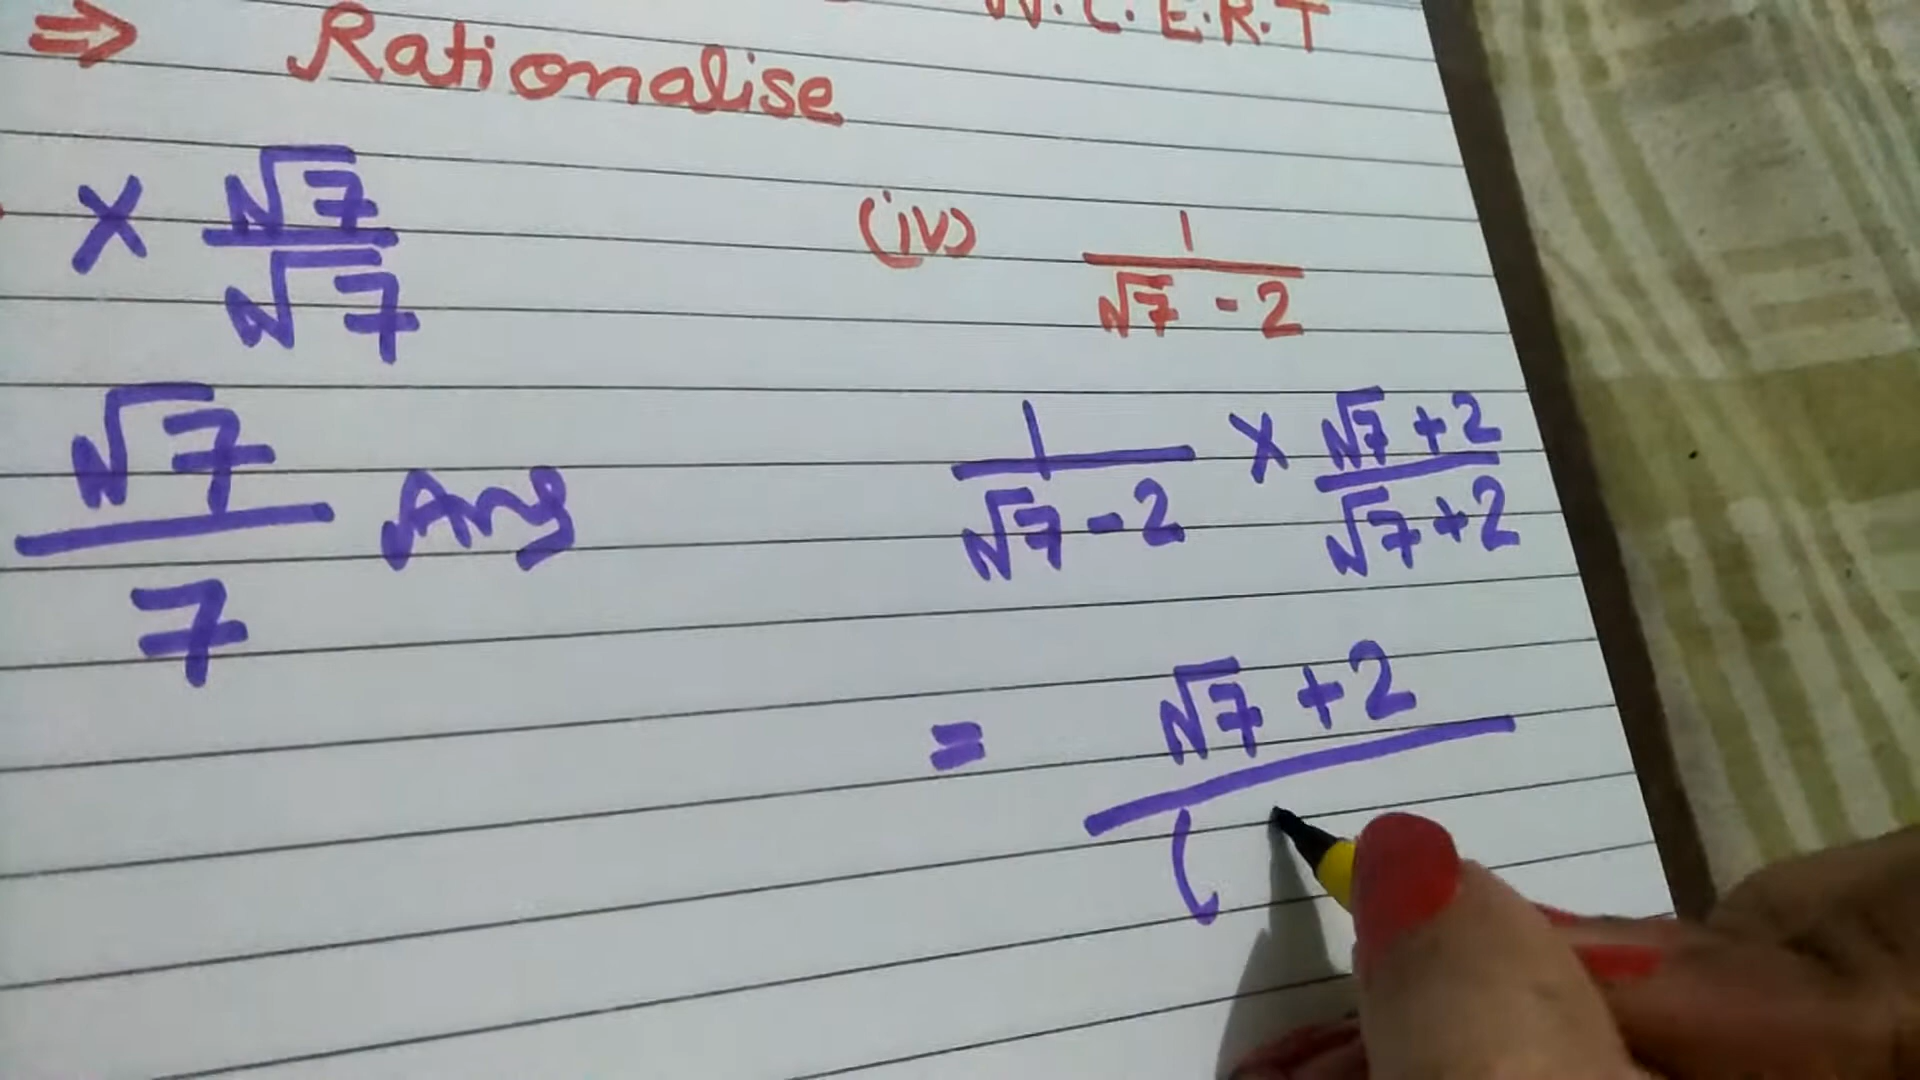 N.C.E.R.T
⇒ Rationalise
× √7/√7
√7/7 Ans
(iv) 1/(√7 - 2)
1/(√7 - 2) × (√7 + 2)/(√7 + 2)
= √7 + 2
(